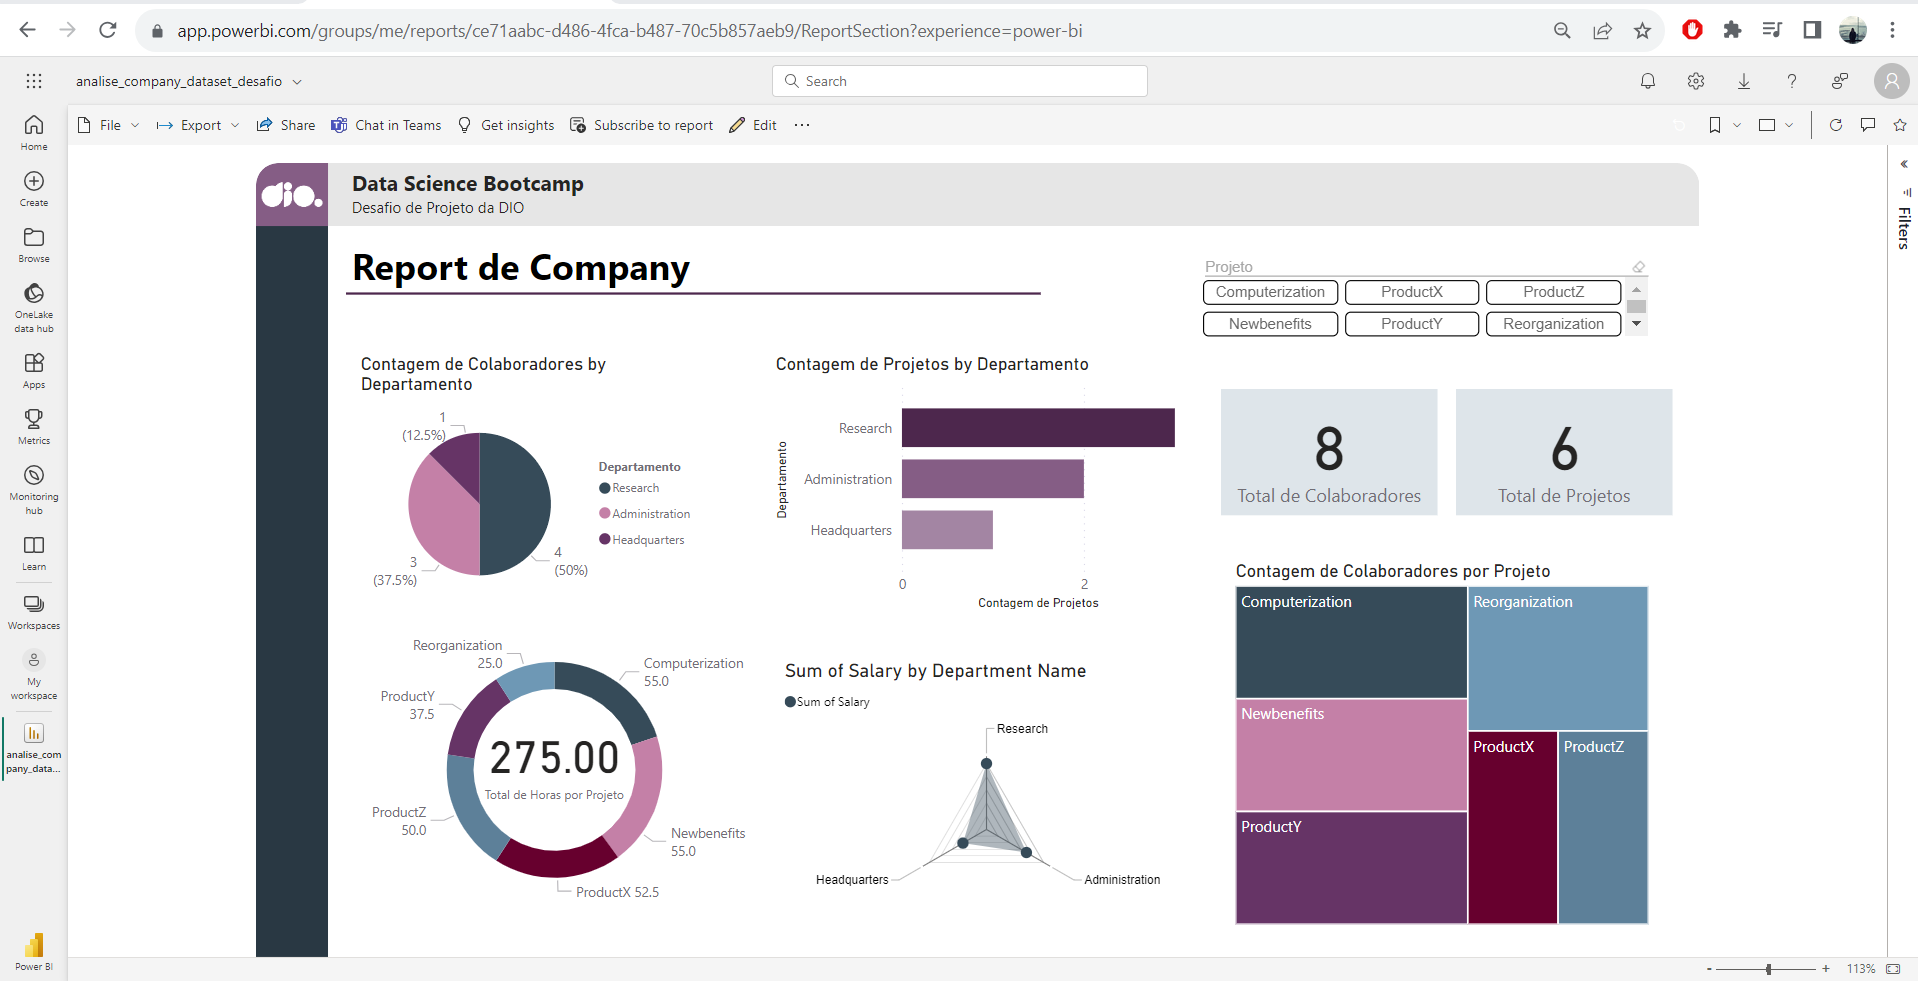 app.powerbi.com/groups/me/reports/ce71aabc-d486-4fca-b487-70c5b857aeb9/ReportSection?experience=power-bi
analise_company_dataset_desafio
Search
File
Export
Share
Chat in Teams
Get insights
Subscribe to report
Edit
Home
Create
Browse
OneLake
data hub
Apps
Metrics
Monitoring
hub
Learn
Workspaces
My
workspace
analise_com
pany_data...
Power BI
Filters
dio.
Data Science Bootcamp
Desafio de Projeto da DIO
Report de Company
Projeto
Computerization
ProductX
ProductZ
Newbenefits
ProductY
Reorganization
Contagem de Colaboradores by
Departamento
1
(12.5%)
3
(37.5%)
4
(50%)
Departamento
Research
Administration
Headquarters
Contagem de Projetos by Departamento
Departamento
Research
Administration
Headquarters
0
2
Contagem de Projetos
8
Total de Colaboradores
6
Total de Projetos
Reorganization
25.0
Computerization
55.0
ProductY
37.5
275.00
Total de Horas por Projeto
ProductZ
50.0
Newbenefits
55.0
ProductX 52.5
Sum of Salary by Department Name
Sum of Salary
Research
Headquarters
Administration
Contagem de Colaboradores por Projeto
Computerization
Reorganization
Newbenefits
ProductX
ProductZ
ProductY
- +
113%